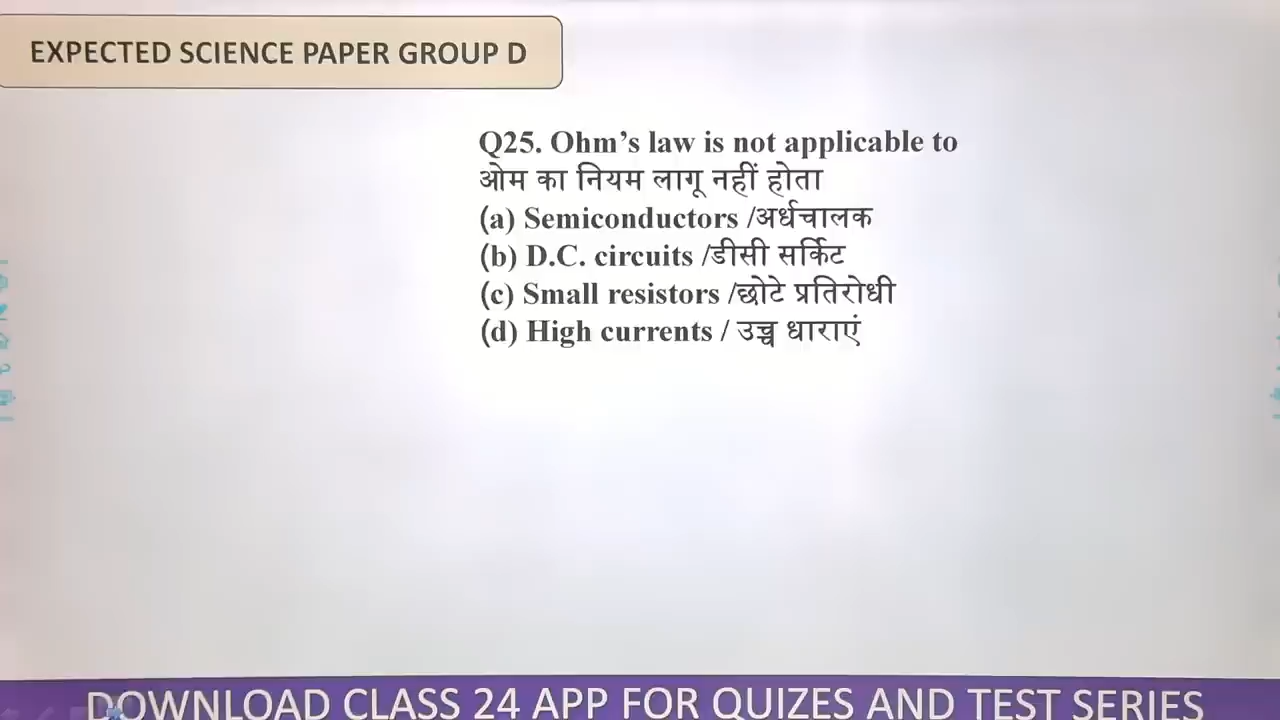 EXPECTED SCIENCE PAPER GROUP D
Q25. Ohm’s law is not applicable to
ओम का नियम लागू नहीं होता
(a) Semiconductors /अर्धचालक
(b) D.C. circuits /डीसी सर्किट
(c) Small resistors /छोटे प्रतिरोधी
(d) High currents / उच्च धाराएं
DOWNLOAD CLASS 24 APP FOR QUIZES AND TEST SERIES